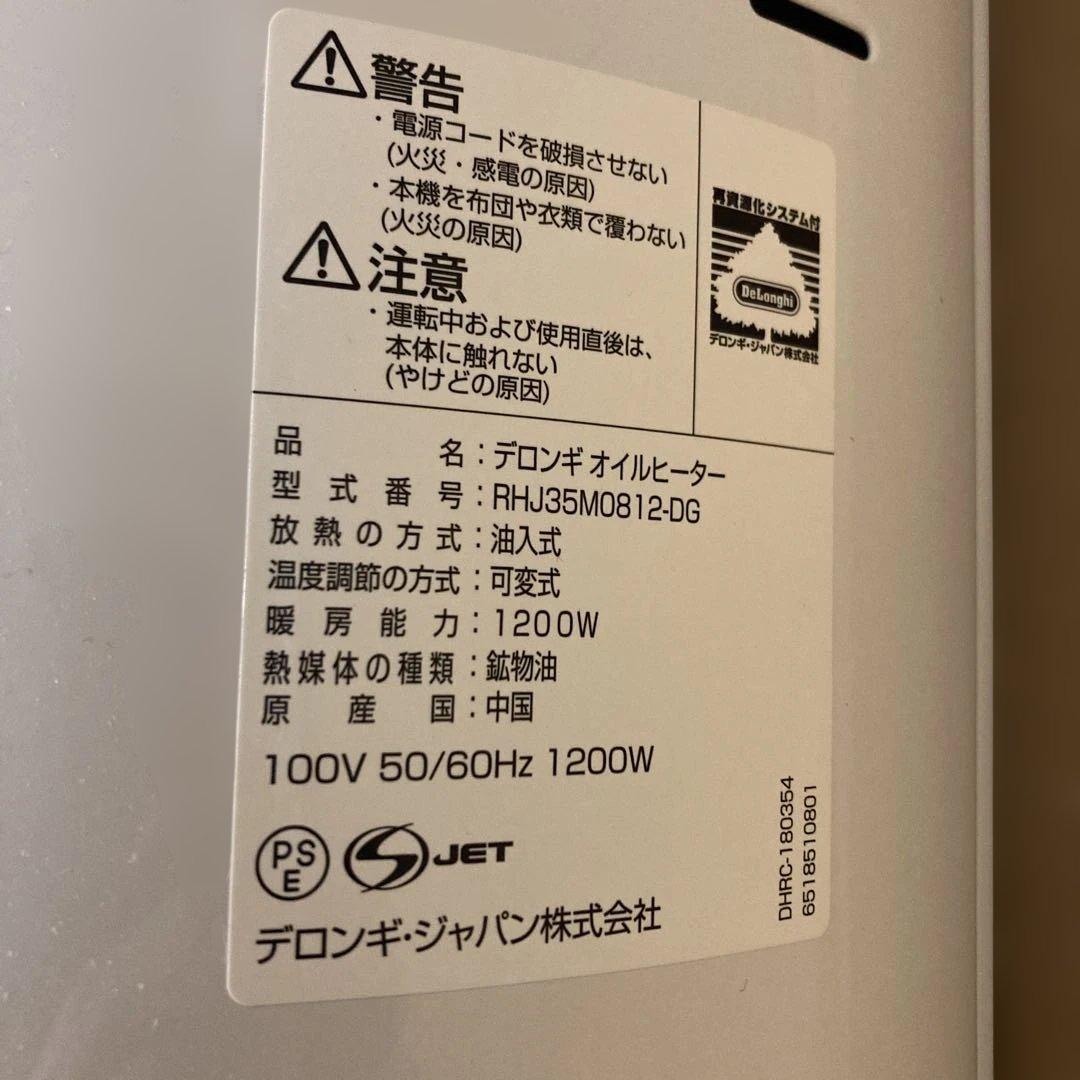 警告
・電源コードを破損させない
(火災・感電の原因)
・本機を布団や衣類で覆わない
(火災の原因)
注意
・運転中および使用直後は、
本体に触れない
(やけどの原因)
再資源化システム付
DeLonghi
デロンギ・ジャパン株式会社
品名：デロンギ オイルヒーター
型式番号：RHJ35M0812-DG
放熱の方式：油入式
温度調節の方式：可変式
暖房能力：1200W
熱媒体の種類：鉱物油
原産国：中国
100V 50/60Hz 1200W
PSE
JET
デロンギ・ジャパン株式会社
DHRC-180354
6518510801